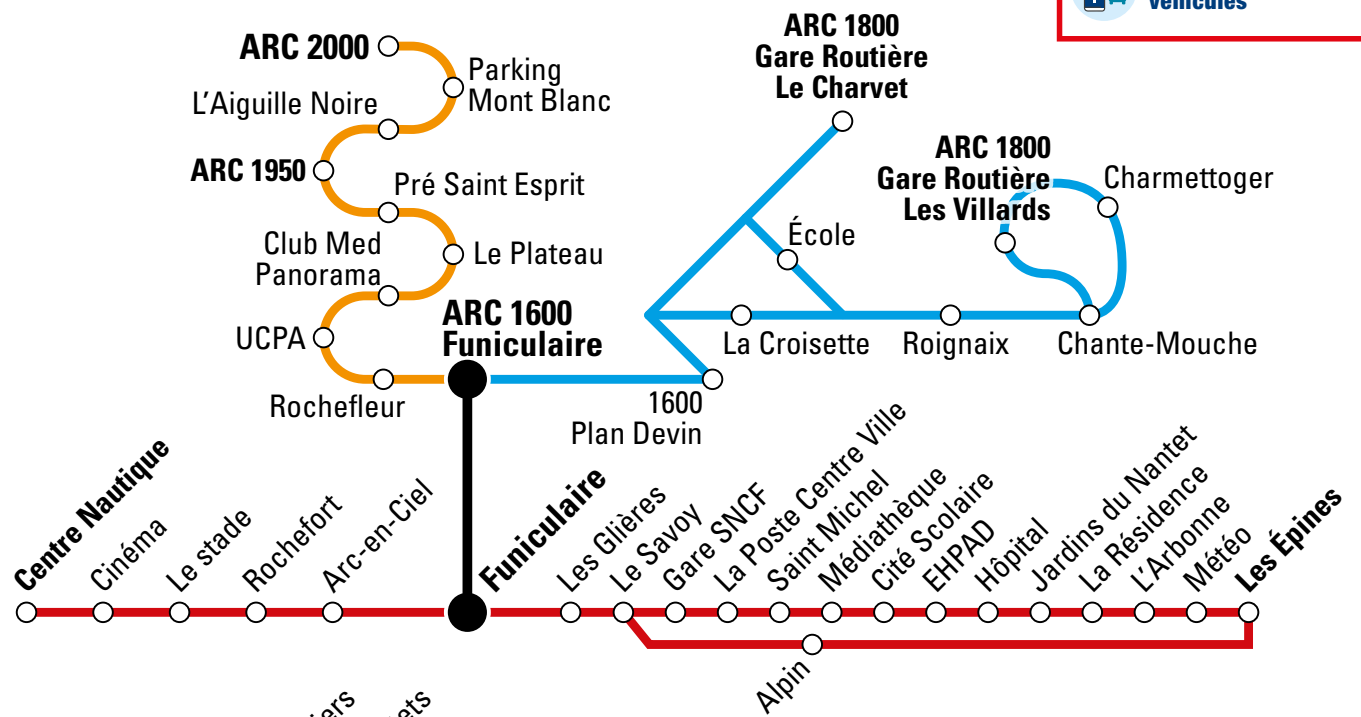 véhicules
ARC 2000
Parking
Mont Blanc
L'Aiguille Noire
ARC 1950
Pré Saint Esprit
Club Med
Panorama
Le Plateau
UCPA
Rochefleur
ARC 1600
Funiculaire
ARC 1800
Gare Routière
Le Charvet
ARC 1800
Gare Routière
Les Villards
Charmettoger
École
La Croisette
Roignaix
Chante-Mouche
1600
Plan Devin
Centre Nautique
Cinéma
Le stade
Rochefort
Arc-en-Ciel
Funiculaire
Les Glières
Le Savoy
Gare SNCF
La Poste Centre Ville
Saint Michel
Médiathèque
Cité Scolaire
EHPAD
Hôpital
Jardins du Nantet
La Résidence
L'Arbonne
Météo
Les Épines
Alpin